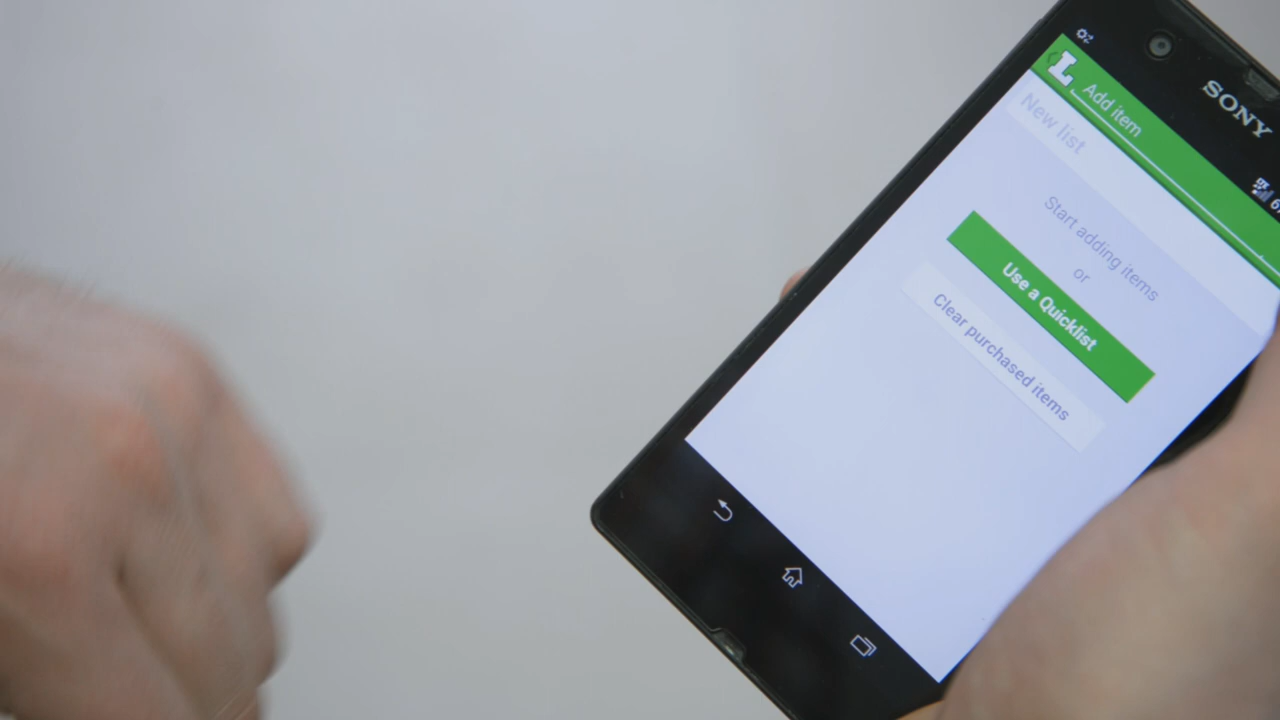 SONY
L
Add item
New list
Start adding items
or
Use a Quicklist
Clear purchased items